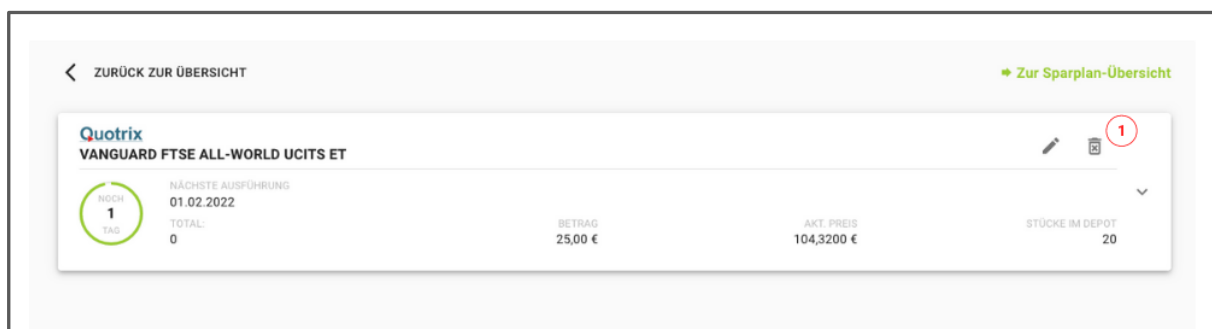 ZURÜCK ZUR ÜBERSICHT
Zur Sparplan-Übersicht
Quotrix
1
VANGUARD FTSE ALL-WORLD UCITS ET
NOCH
1
TAG
NÄCHSTE AUSFÜHRUNG
01.02.2022
TOTAL:
0
BETRAG
25,00 €
AKT. PREIS
104,3200 €
STÜCKE IM DEPOT
20